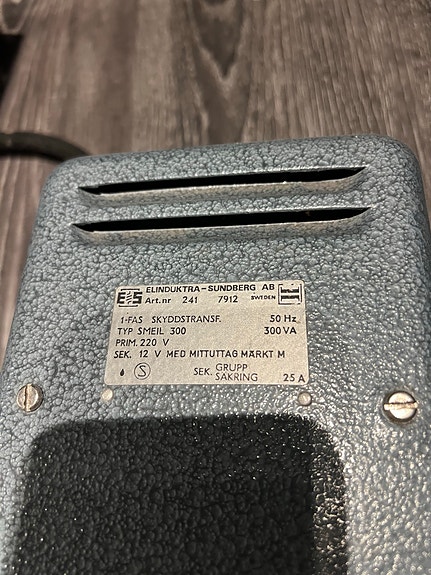 ELINDUKTRA-SUNDBERG AB
EIS Art.nr 241 7912 SWEDEN
1-FAS SKYDDSTRANSF. 50 Hz
TYP SMEIL 300 300 VA
PRIM. 220 V
SEK. 12 V MED MITTUTTAG MÄRKT M
S SEK. GRUPP SÄKRING 25 A